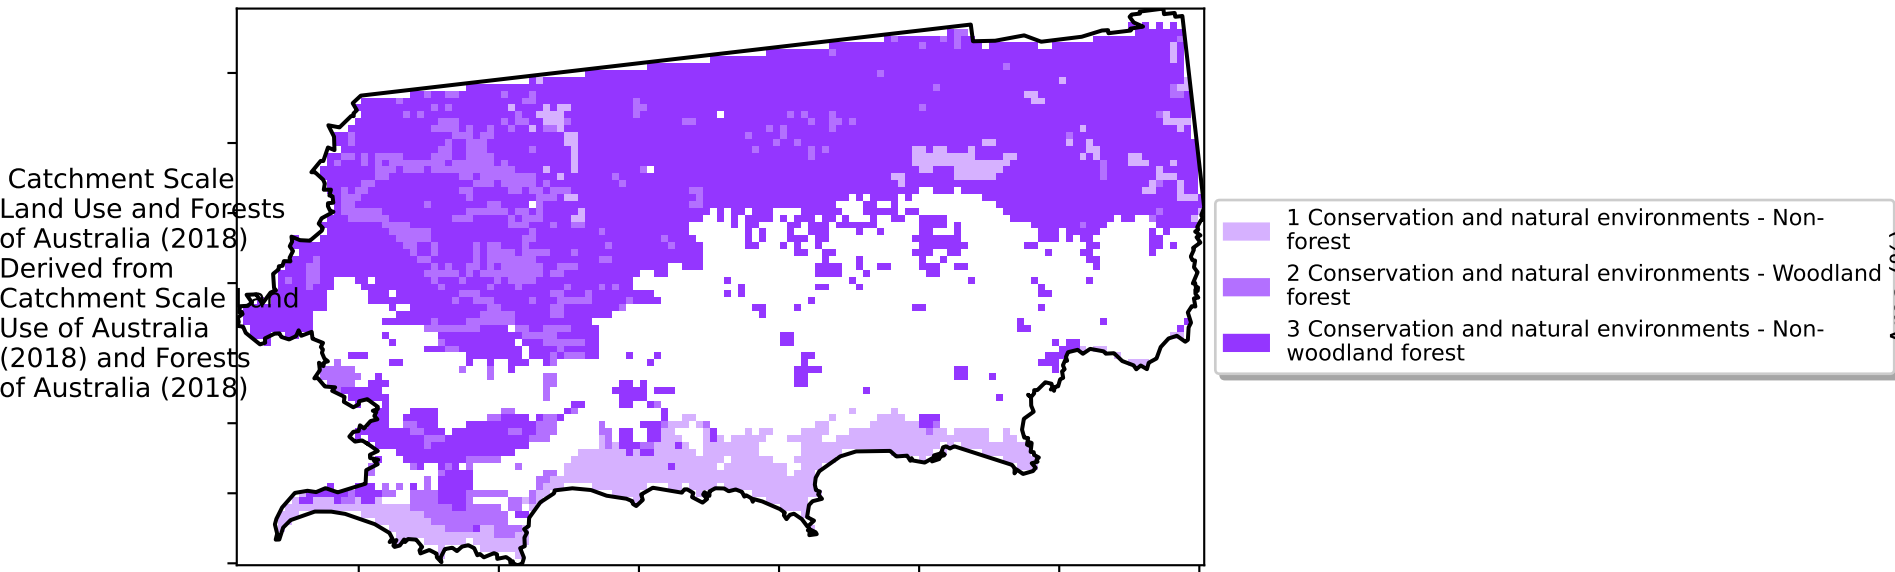 Catchment Scale
Land Use and Forests
of Australia (2018)
Derived from
Catchment Scale Land
Use of Australia
(2018) and Forests
of Australia (2018)
1 Conservation and natural environments - Non-
forest
2 Conservation and natural environments - Woodland
forest
3 Conservation and natural environments - Non-
woodland forest